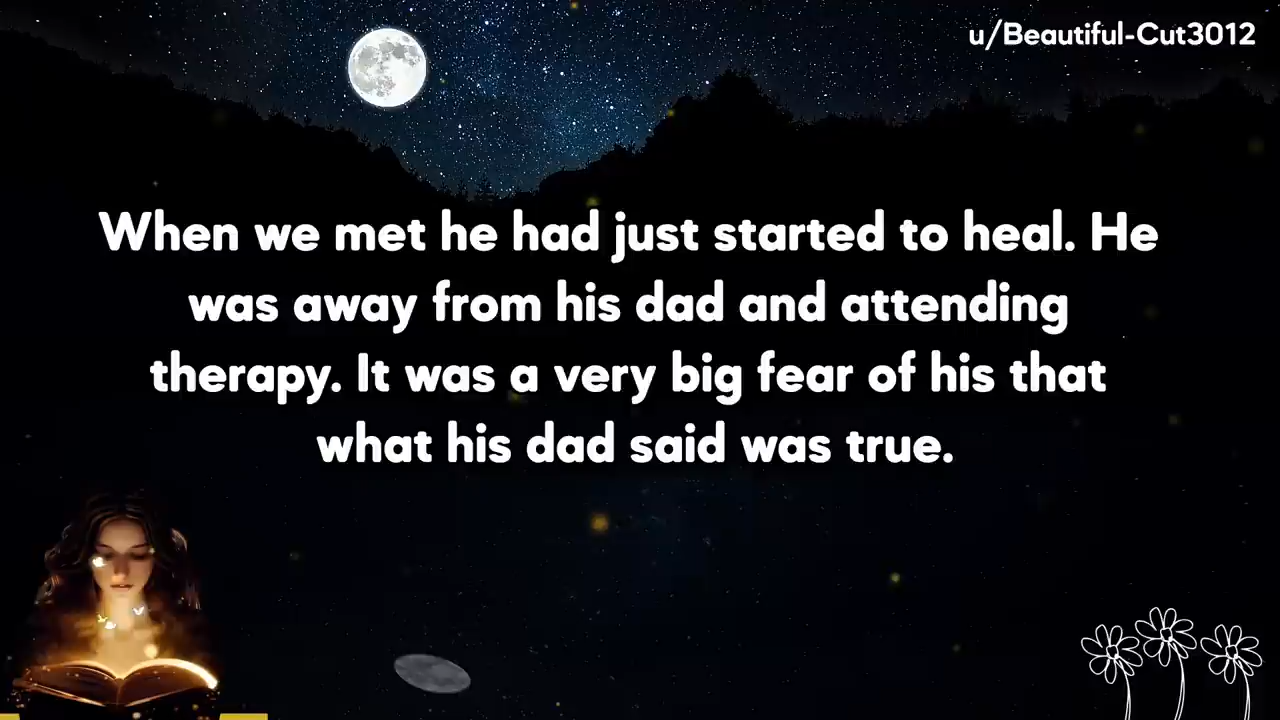 u/Beautiful-Cut3012
When we met he had just started to heal. He
was away from his dad and attending
therapy. It was a very big fear of his that
what his dad said was true.